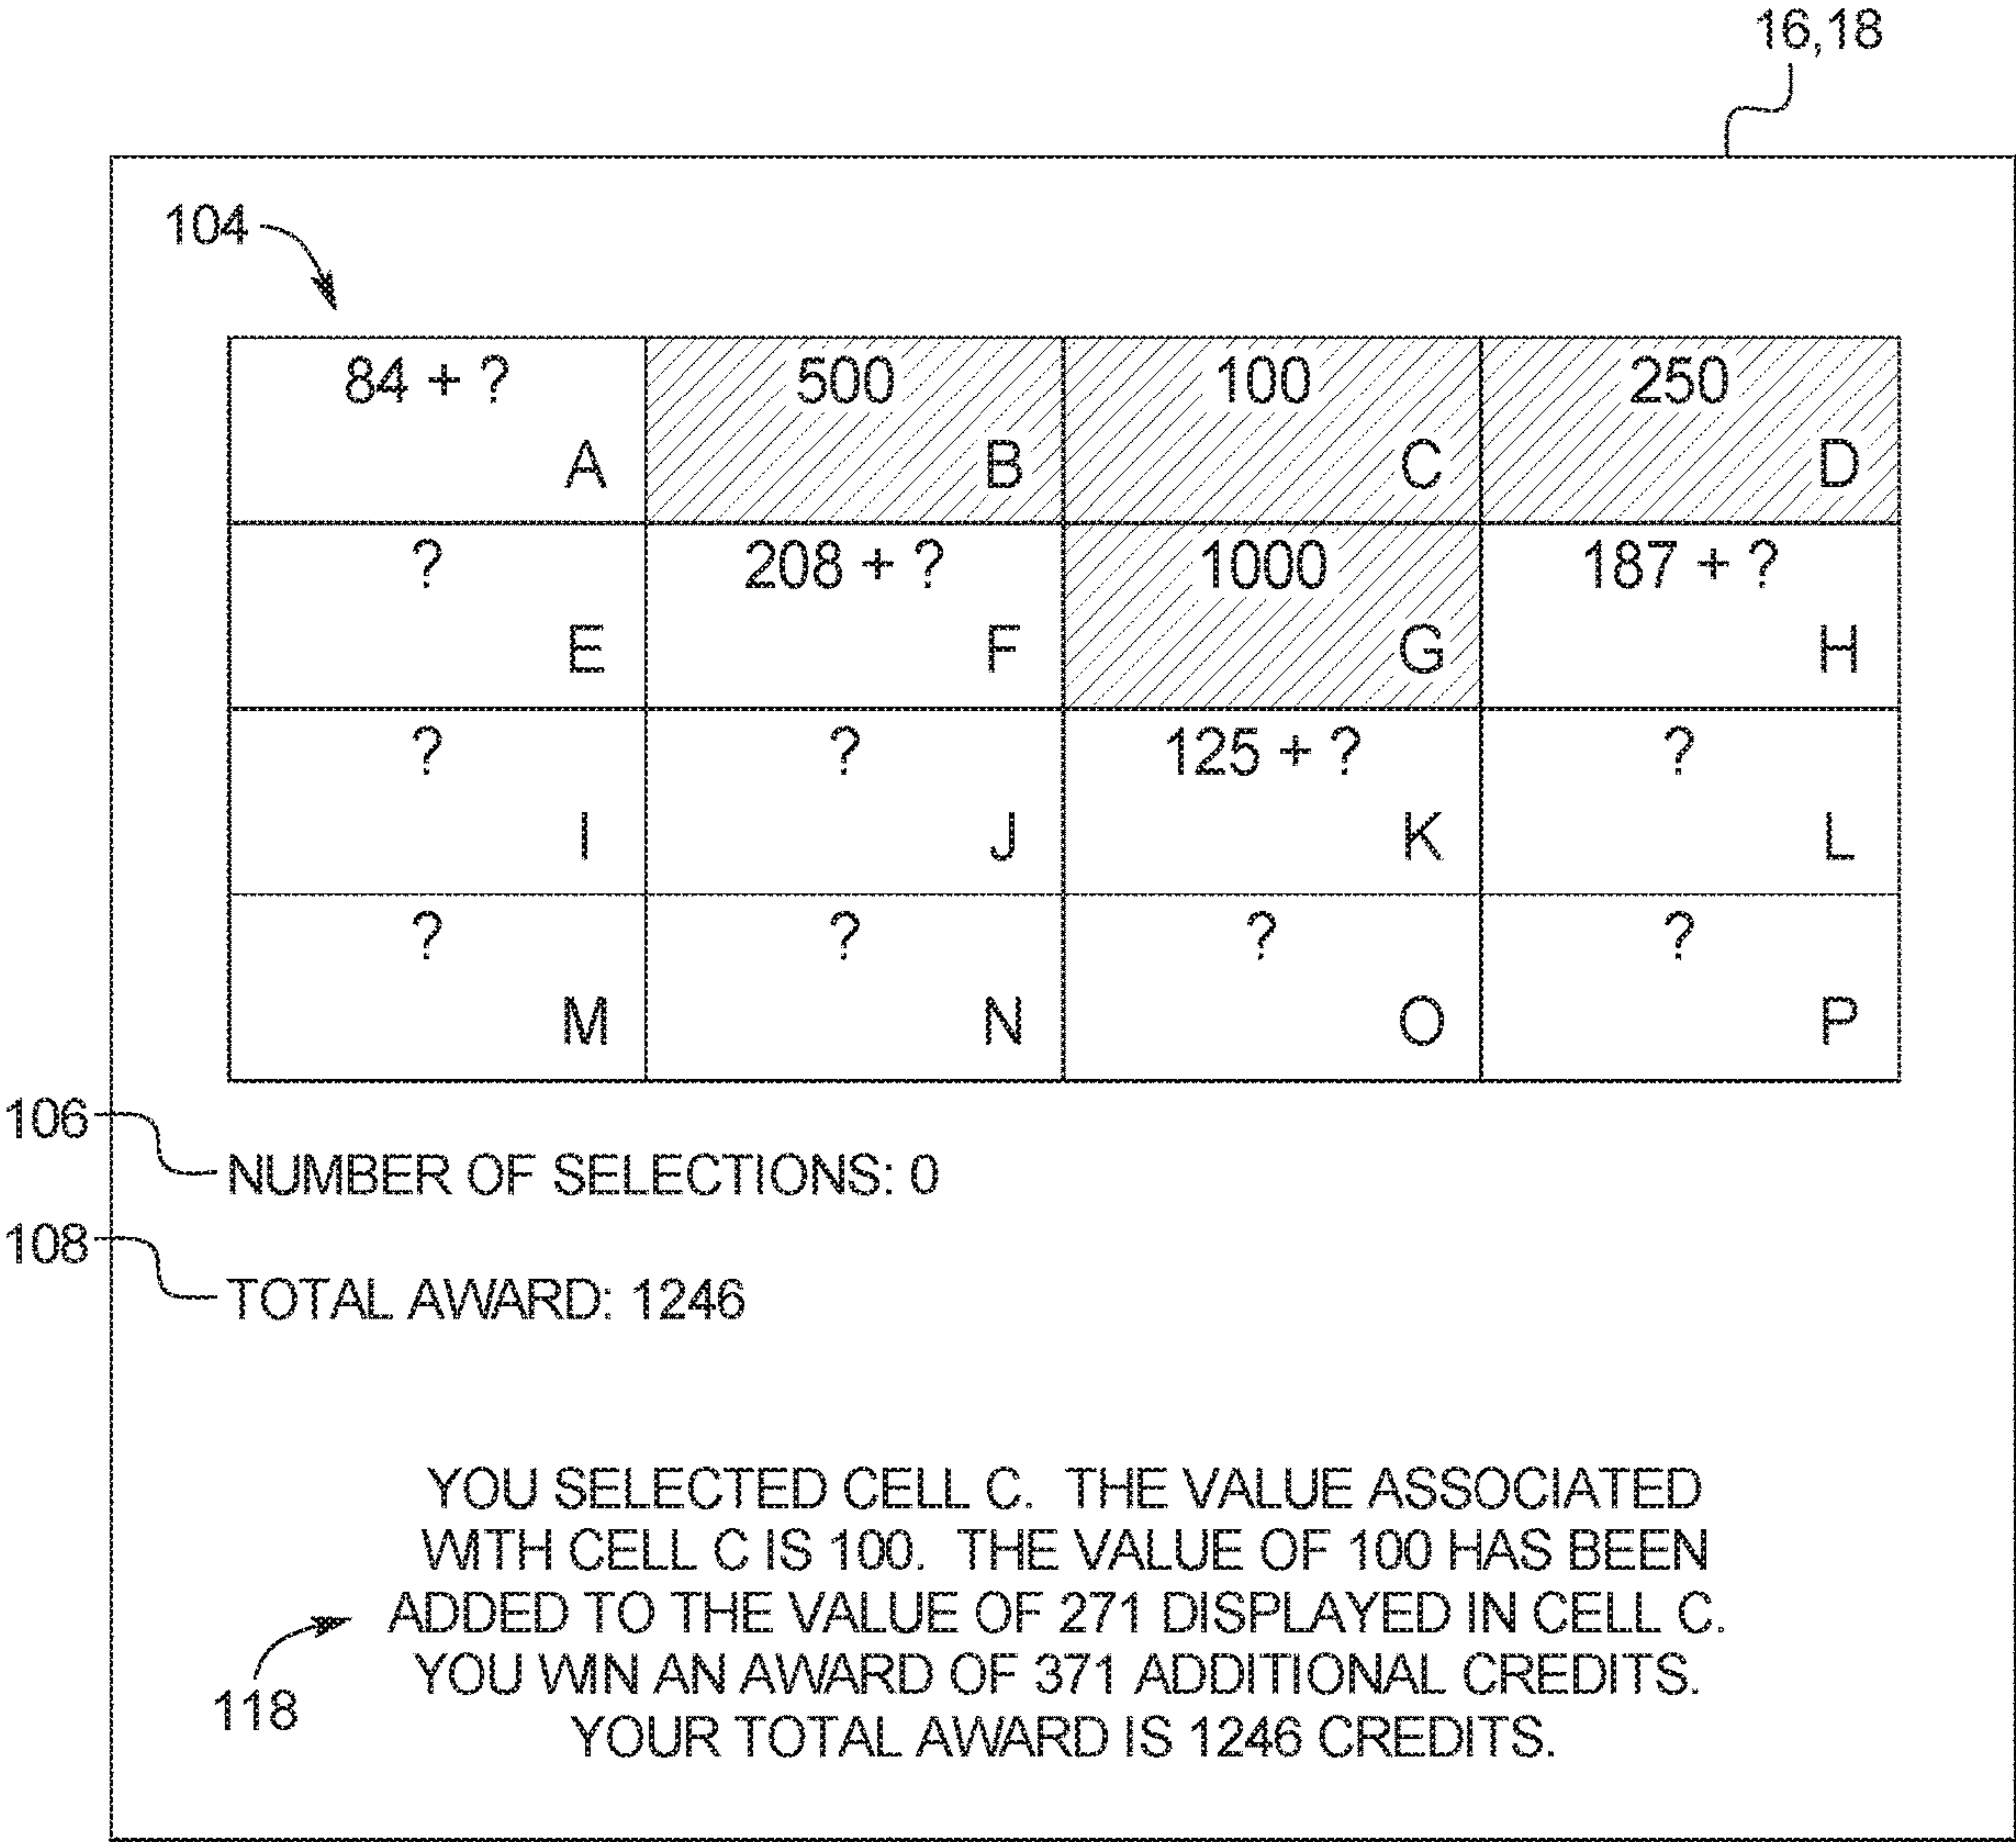 16,18
104
84 + ? 500 100 250
A B C D
? 208 + ? 1000 187 + ?
E F G H
? ? 125 + ? ?
I J K L
? ? ? ?
M N O P
106
NUMBER OF SELECTIONS: 0
108
TOTAL AWARD: 1246
YOU SELECTED CELL C. THE VALUE ASSOCIATED
WITH CELL C IS 100. THE VALUE OF 100 HAS BEEN
ADDED TO THE VALUE OF 271 DISPLAYED IN CELL C.
YOU WIN AN AWARD OF 371 ADDITIONAL CREDITS.
118
YOUR TOTAL AWARD IS 1246 CREDITS.